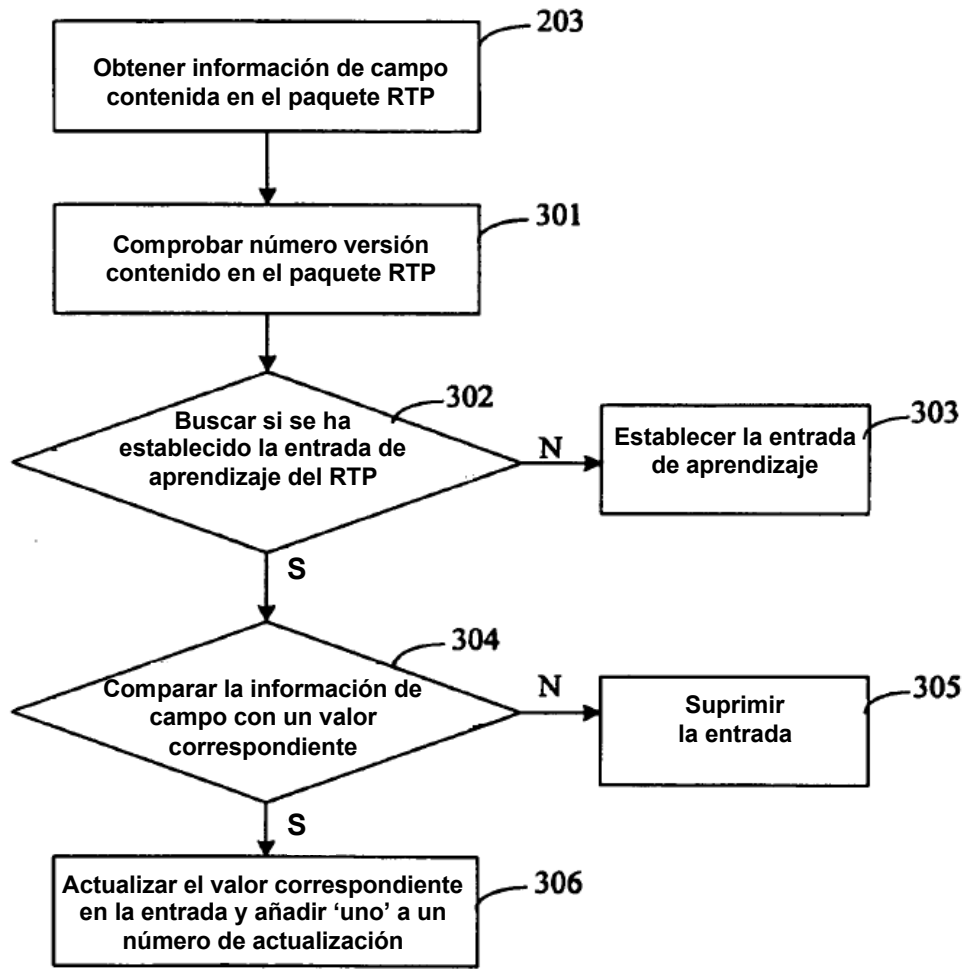 203
Obtener información de campo
contenida en el paquete RTP
301
Comprobar número versión
contenido en el paquete RTP
302
Buscar si se ha
establecido la entrada de
aprendizaje del RTP
N
303
Establecer la entrada
de aprendizaje
S
304
Comparar la información de
campo con un valor
correspondiente
N
305
Suprimir
la entrada
S
306
Actualizar el valor correspondiente
en la entrada y añadir ‘uno’ a un
número de actualización